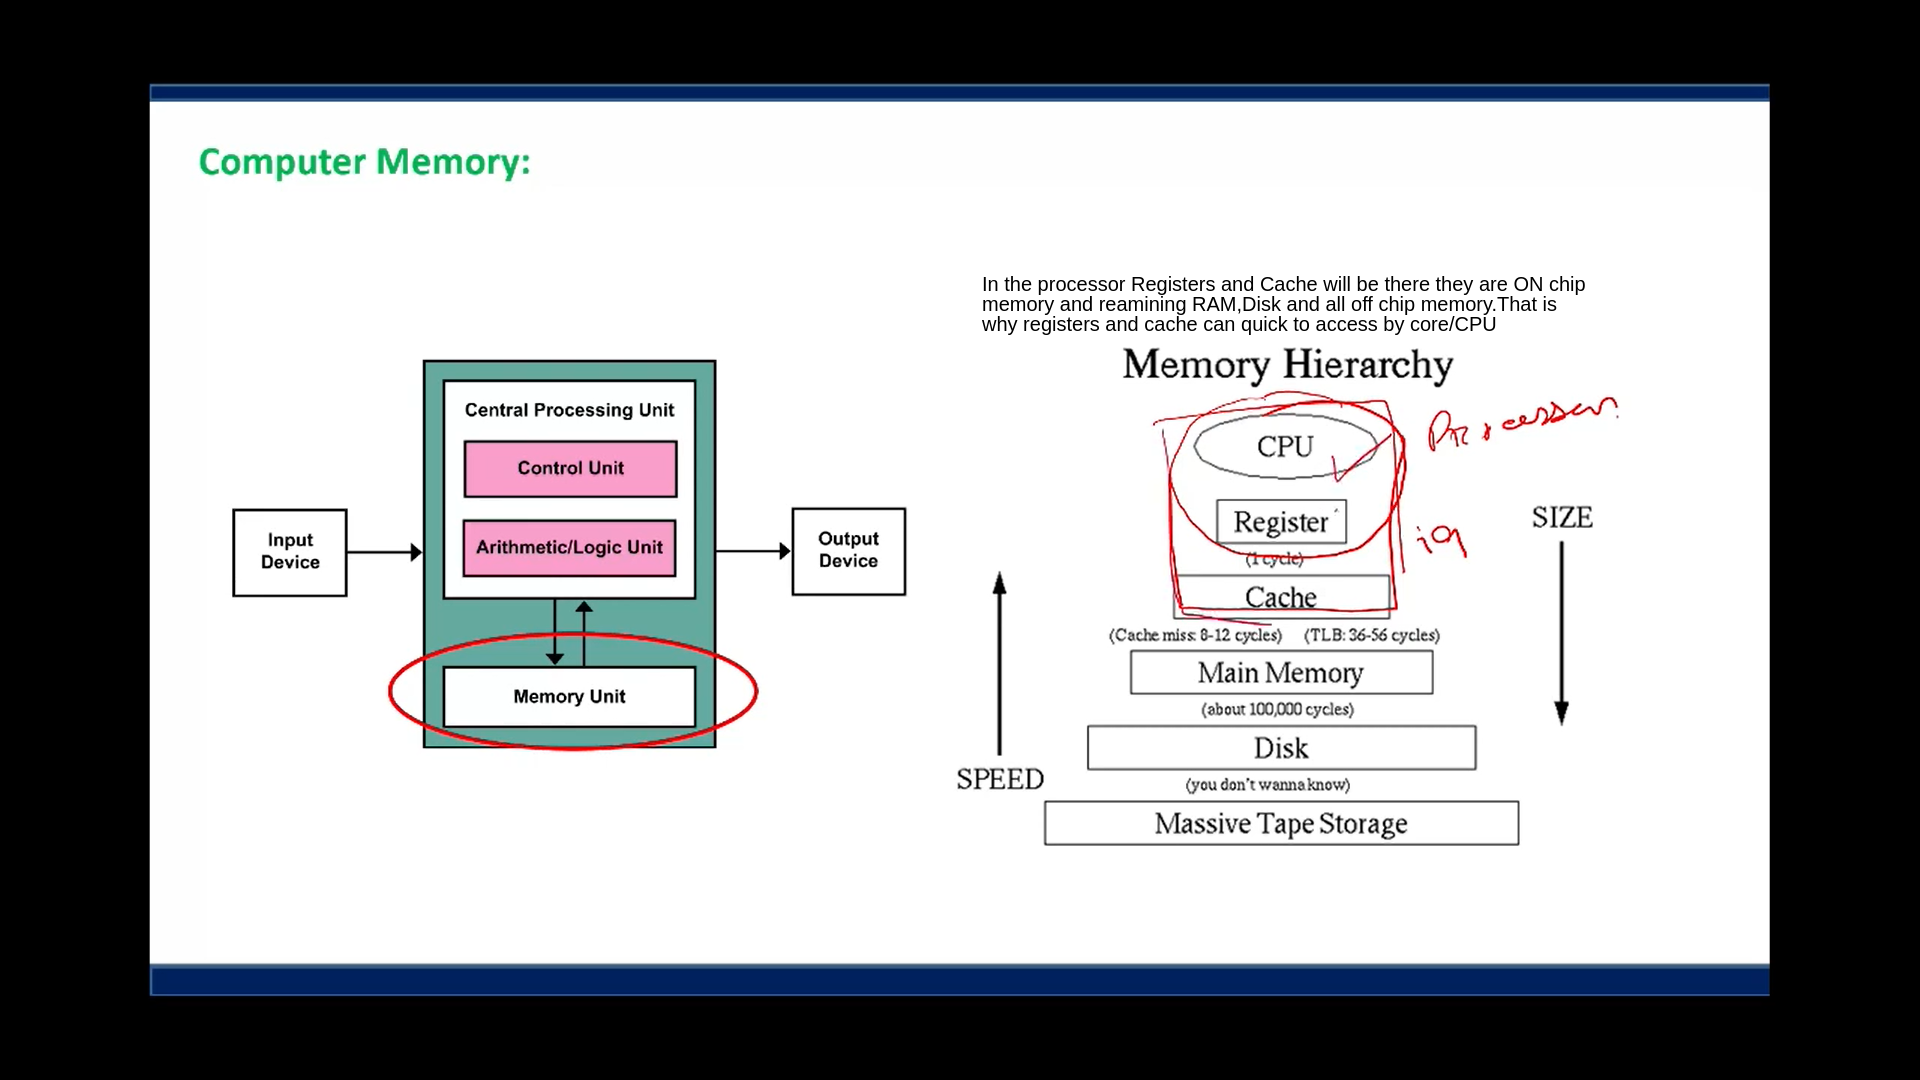 Computer Memory:
In the processor Registers and Cache will be there they are ON chip
memory and reamining RAM,Disk and all off chip memory.That is
why registers and cache can quick to access by core/CPU
Central Processing Unit
Control Unit
Arithmetic/Logic Unit
Input
Device
Output
Device
Memory Unit
Memory Hierarchy
CPU
Processor
Register
(1 cycle)
Cache
(Cache miss: 8-12 cycles) (TLB: 36-56 cycles)
Main Memory
(about 100,000 cycles)
Disk
(you don't wanna know)
Massive Tape Storage
SPEED
SIZE